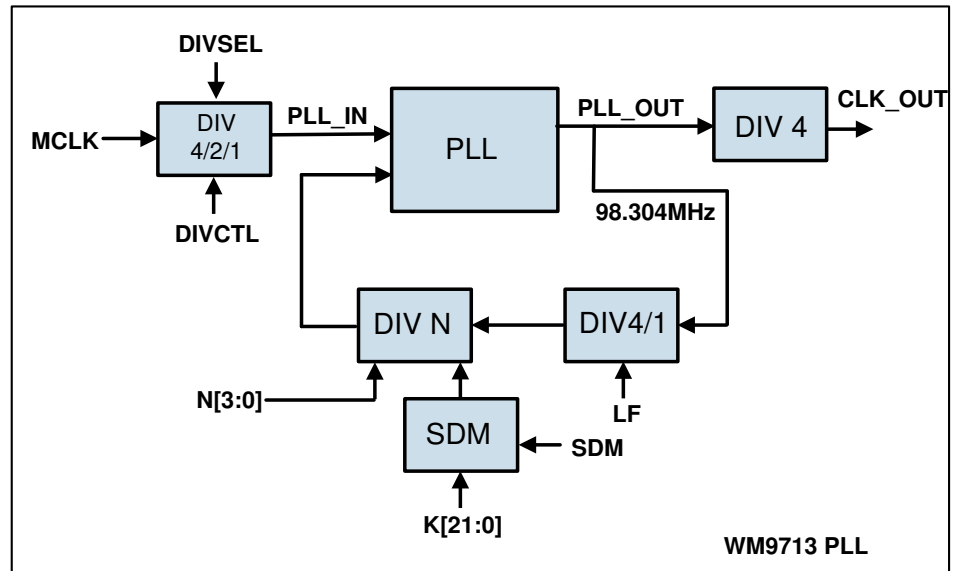 DIVSEL
MCLK
DIV
4/2/1
DIVCTL
PLL_IN
PLL
PLL_OUT
DIV 4
CLK_OUT
98.304MHz
DIV N
DIV4/1
N[3:0]
LF
SDM
SDM
K[21:0]
WM9713 PLL